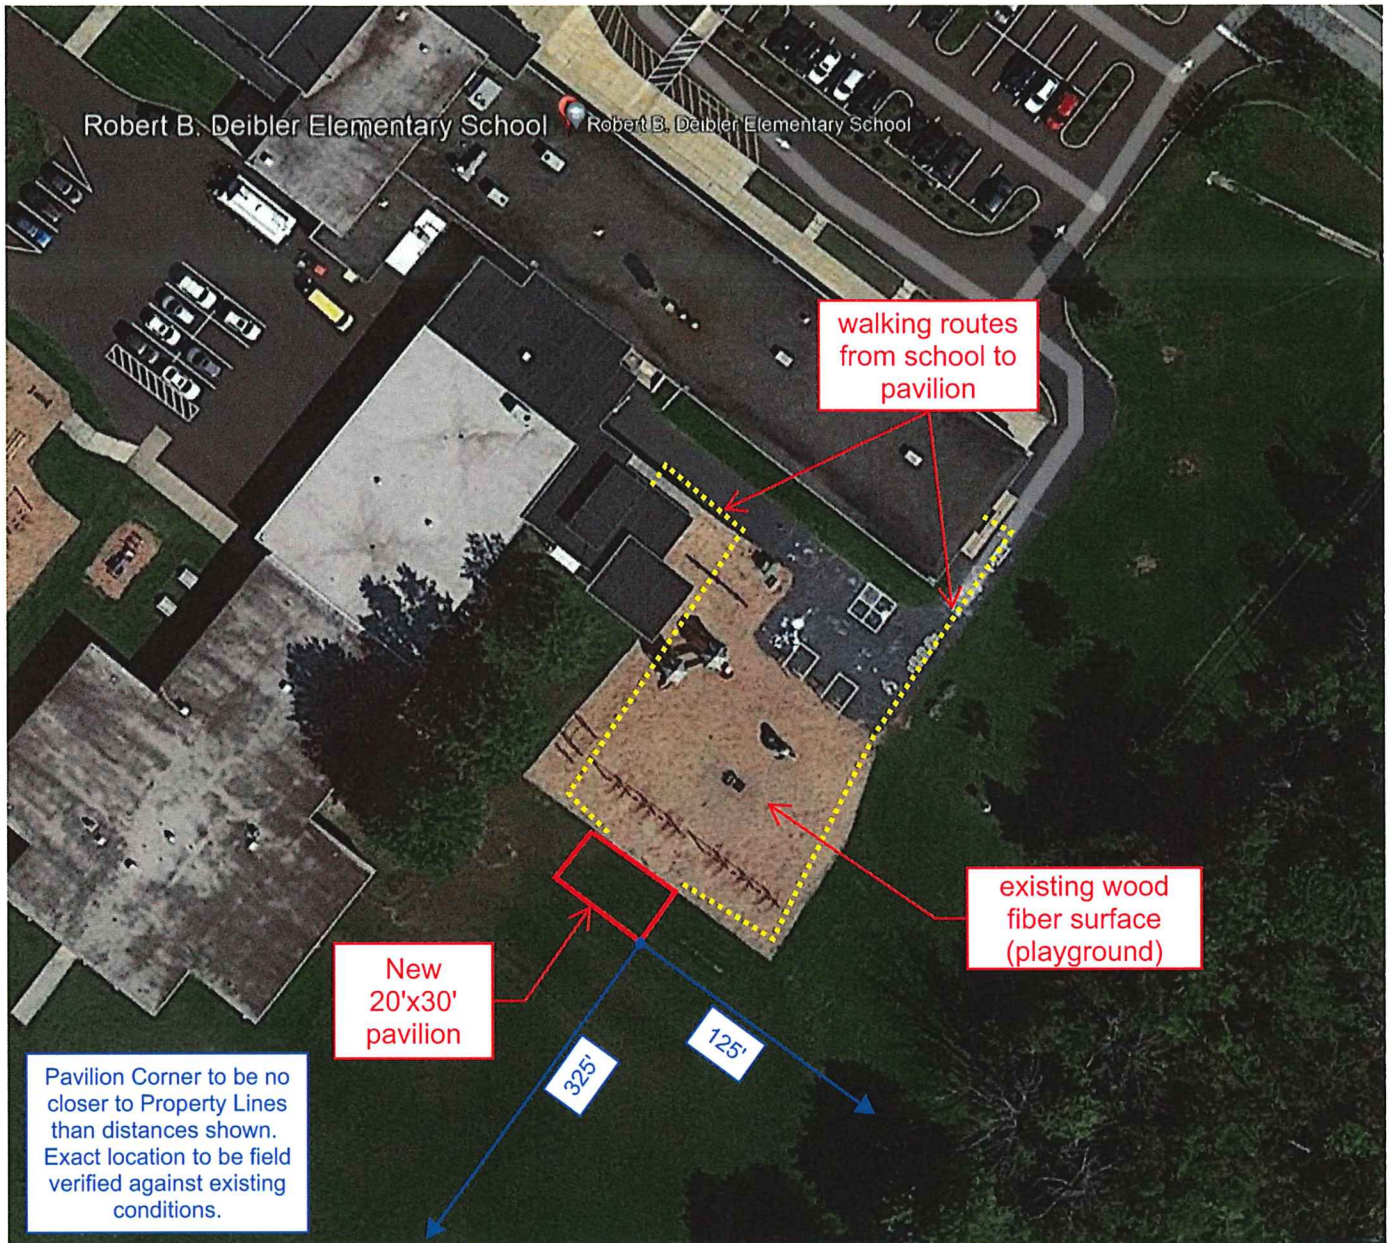 Robert B. Deibler Elementary School
Robert B. Deibler Elementary School
walking routes
from school to
pavilion
existing wood
fiber surface
(playground)
New
20'x30'
pavilion
325'
125'
Pavilion Corner to be no
closer to Property Lines
than distances shown.
Exact location to be field
verified against existing
conditions.